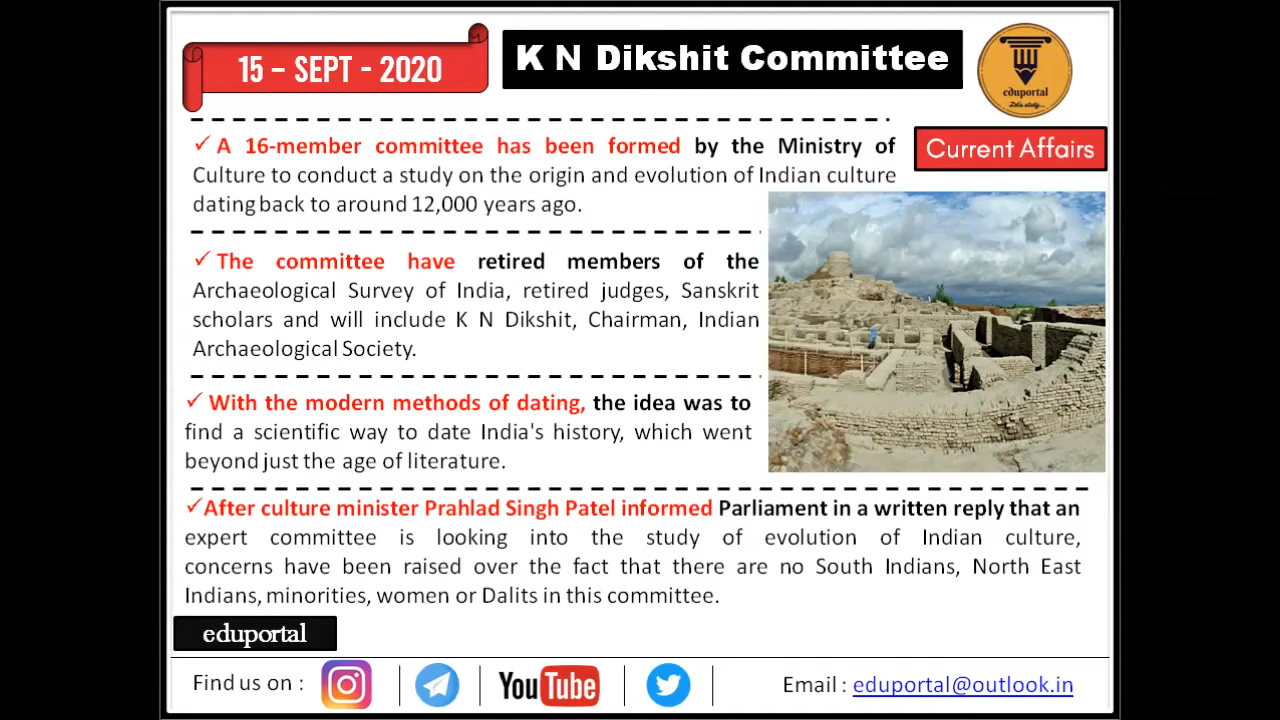 15 – SEPT - 2020
K N Dikshit Committee
eduportal
Let's study...
Current Affairs
✓ A 16-member committee has been formed by the Ministry of
Culture to conduct a study on the origin and evolution of Indian culture
dating back to around 12,000 years ago.
✓ The committee have retired members of the
Archaeological Survey of India, retired judges, Sanskrit
scholars and will include K N Dikshit, Chairman, Indian
Archaeological Society.
✓ With the modern methods of dating, the idea was to
find a scientific way to date India's history, which went
beyond just the age of literature.
✓After culture minister Prahlad Singh Patel informed Parliament in a written reply that an
expert committee is looking into the study of evolution of Indian culture,
concerns have been raised over the fact that there are no South Indians, North East
Indians, minorities, women or Dalits in this committee.
eduportal
Find us on :
YouTube
Email : eduportal@outlook.in